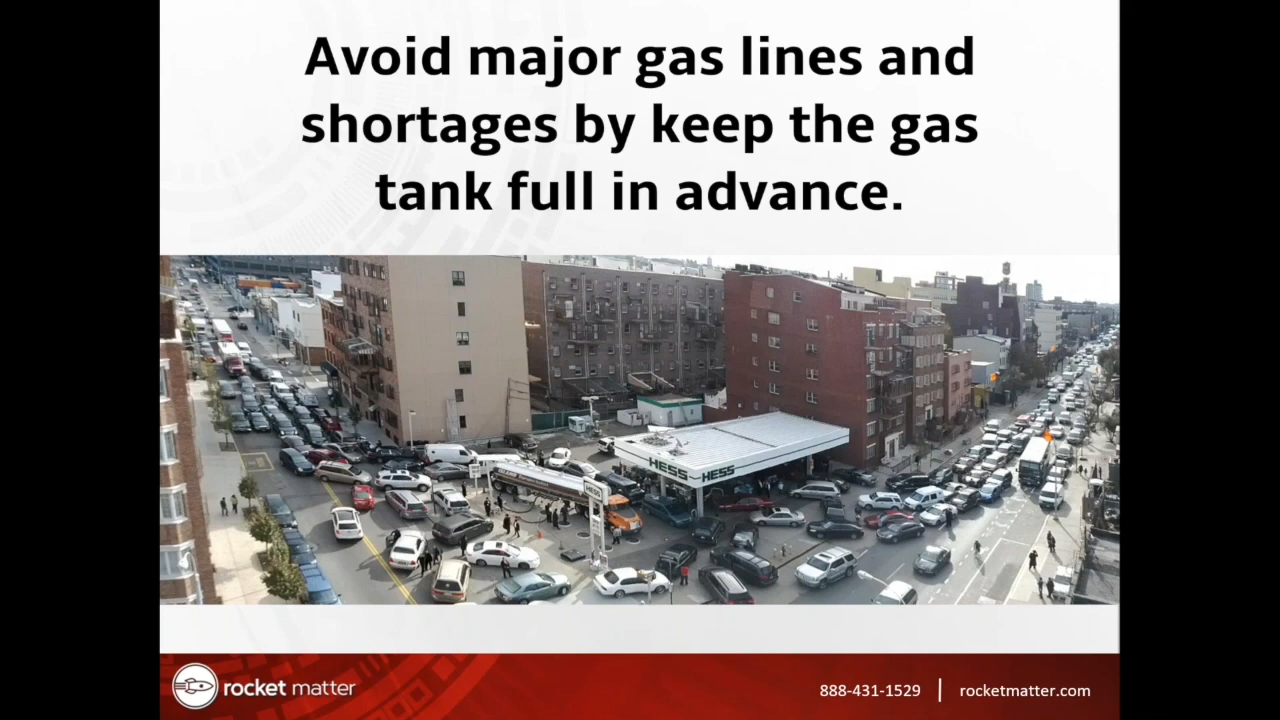 Avoid major gas lines and
shortages by keep the gas
tank full in advance.
HESS HESS
HESS
rocket matter
888-431-1529 | rocketmatter.com